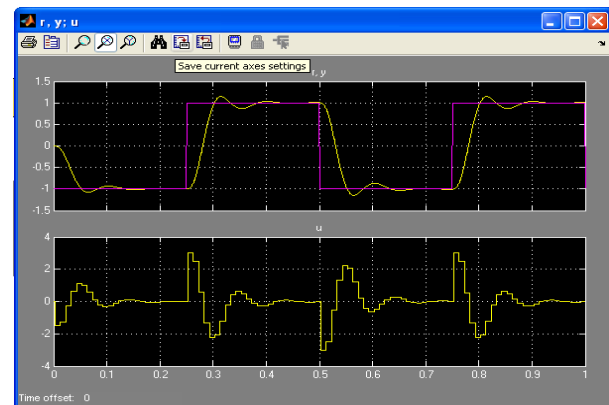 r, y; u
Save current axes settings
r, y
1.5
1
0.5
0
-0.5
-1
-1.5
u
4
2
0
-2
-4
0 0.1 0.2 0.3 0.4 0.5 0.6 0.7 0.8 0.9 1
Time offset: 0